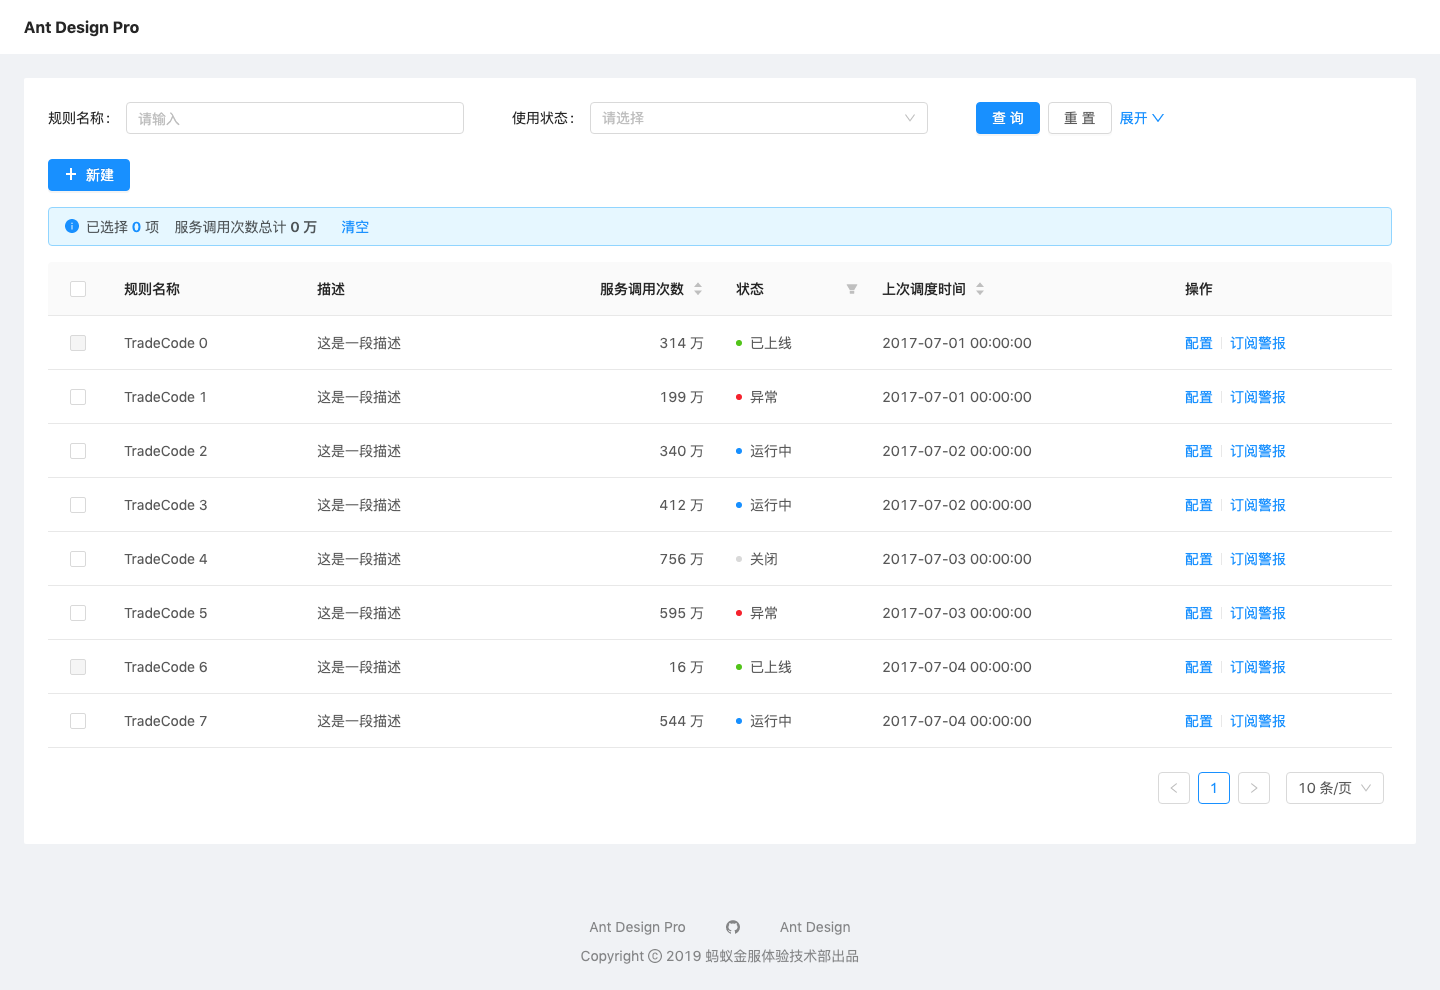 Ant Design Pro
规则名称: 请输入 使用状态: 请选择 查 询 重 置 展开
新建
已选择 0 项 服务调用次数总计 0 万 清空
规则名称 描述 服务调用次数 状态 上次调度时间 操作
TradeCode 0 这是一段描述 314 万 已上线 2017-07-01 00:00:00 配置 订阅警报
TradeCode 1 这是一段描述 199 万 异常 2017-07-01 00:00:00 配置 订阅警报
TradeCode 2 这是一段描述 340 万 运行中 2017-07-02 00:00:00 配置 订阅警报
TradeCode 3 这是一段描述 412 万 运行中 2017-07-02 00:00:00 配置 订阅警报
TradeCode 4 这是一段描述 756 万 关闭 2017-07-03 00:00:00 配置 订阅警报
TradeCode 5 这是一段描述 595 万 异常 2017-07-03 00:00:00 配置 订阅警报
TradeCode 6 这是一段描述 16 万 已上线 2017-07-04 00:00:00 配置 订阅警报
TradeCode 7 这是一段描述 544 万 运行中 2017-07-04 00:00:00 配置 订阅警报
1 10 条/页
Ant Design Pro Ant Design
Copyright © 2019 蚂蚁金服体验技术部出品